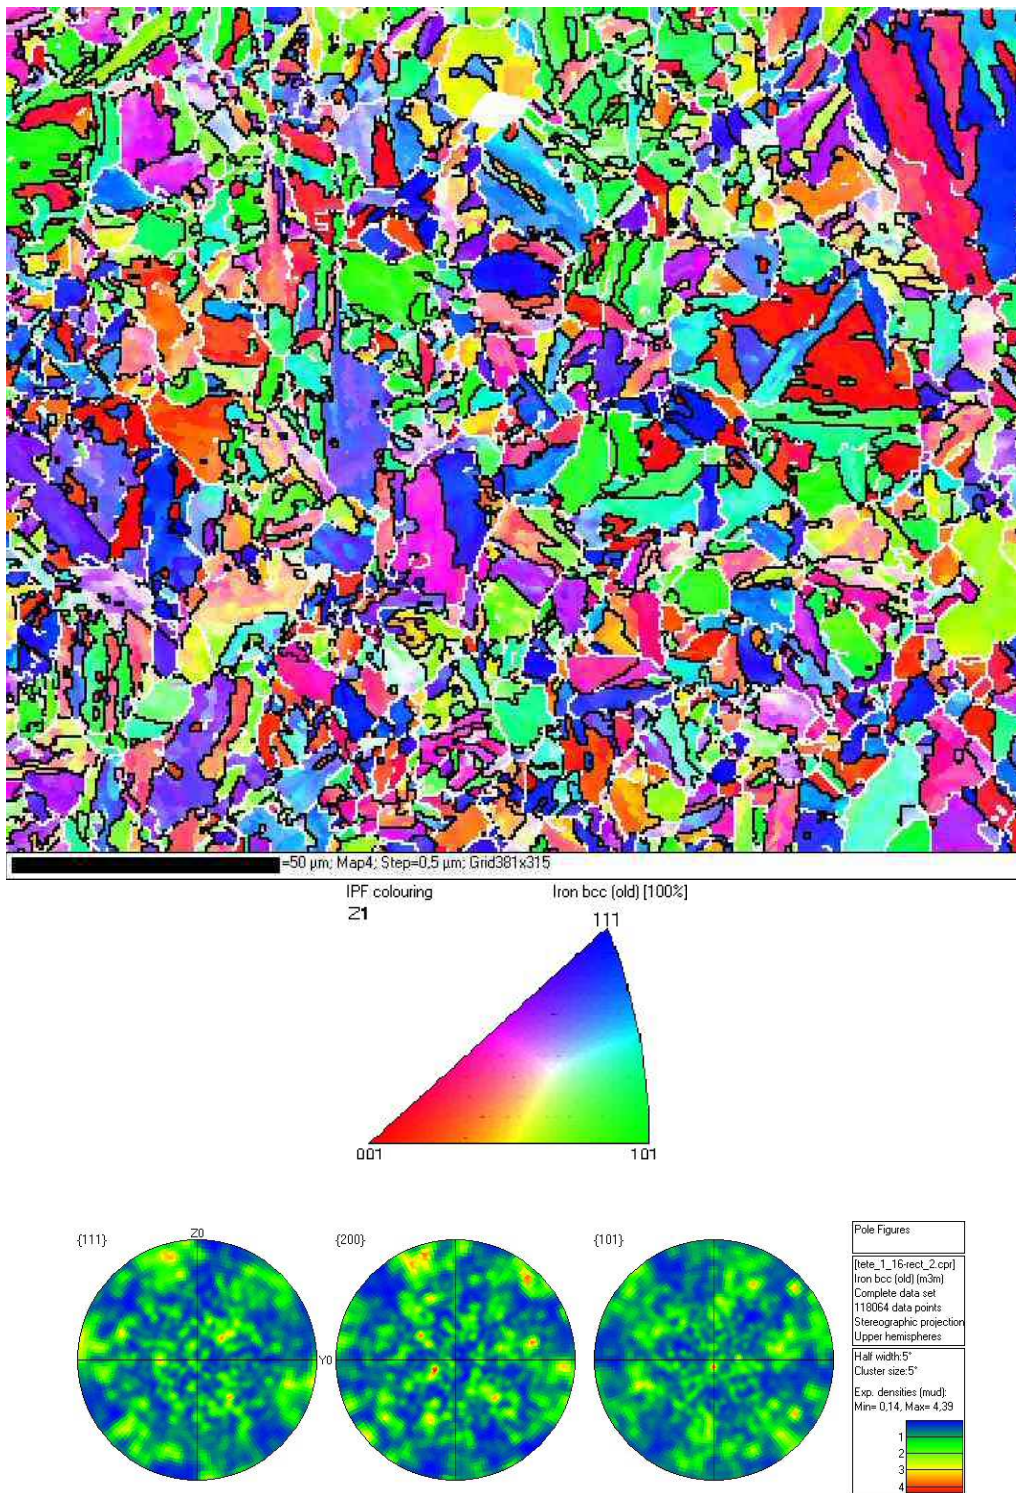 =50 µm; Map4; Step=0,5 µm; Grid381x315
IPF colouring
Z1
Iron bcc (old) [100%]
111
001
101
{111}
Z0
Y0
{200}
{101}
Pole Figures
[tete_1_16-rect_2.cpr]
Iron bcc (old) (m3m)
Complete data set
118064 data points
Stereographic projection
Upper hemispheres
Half width:5°
Cluster size:5°
Exp. densities (mud):
Min= 0,14, Max= 4,39
1
2
3
4